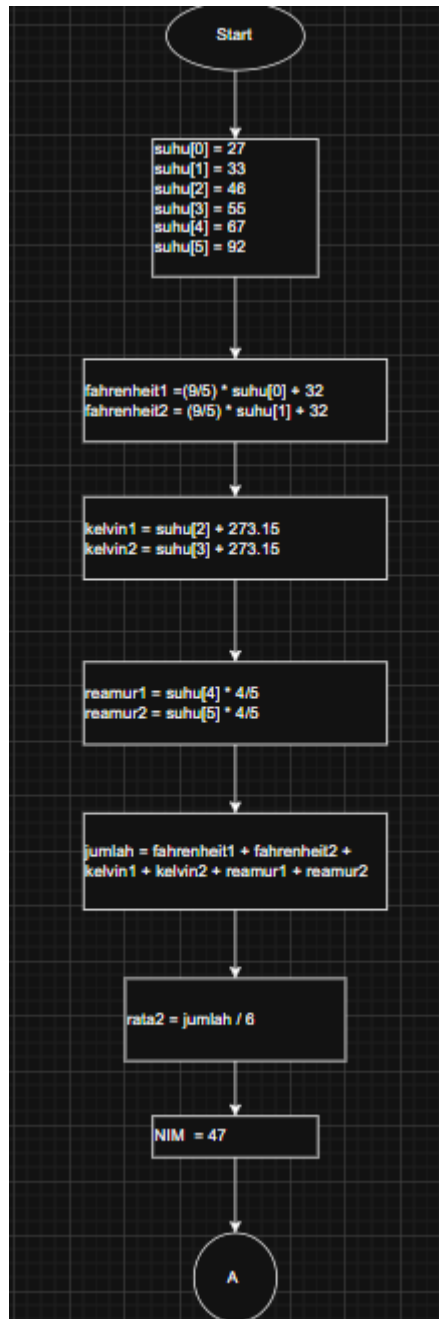 Start
suhu[0] = 27
suhu[1] = 33
suhu[2] = 46
suhu[3] = 55
suhu[4] = 67
suhu[5] = 92
fahrenheit1 =(9/5) * suhu[0] + 32
fahrenheit2 = (9/5) * suhu[1] + 32
kelvin1 = suhu[2] + 273.15
kelvin2 = suhu[3] + 273.15
reamur1 = suhu[4] * 4/5
reamur2 = suhu[5] * 4/5
jumlah = fahrenheit1 + fahrenheit2 +
kelvin1 + kelvin2 + reamur1 + reamur2
rata2 = jumlah / 6
NIM = 47
A